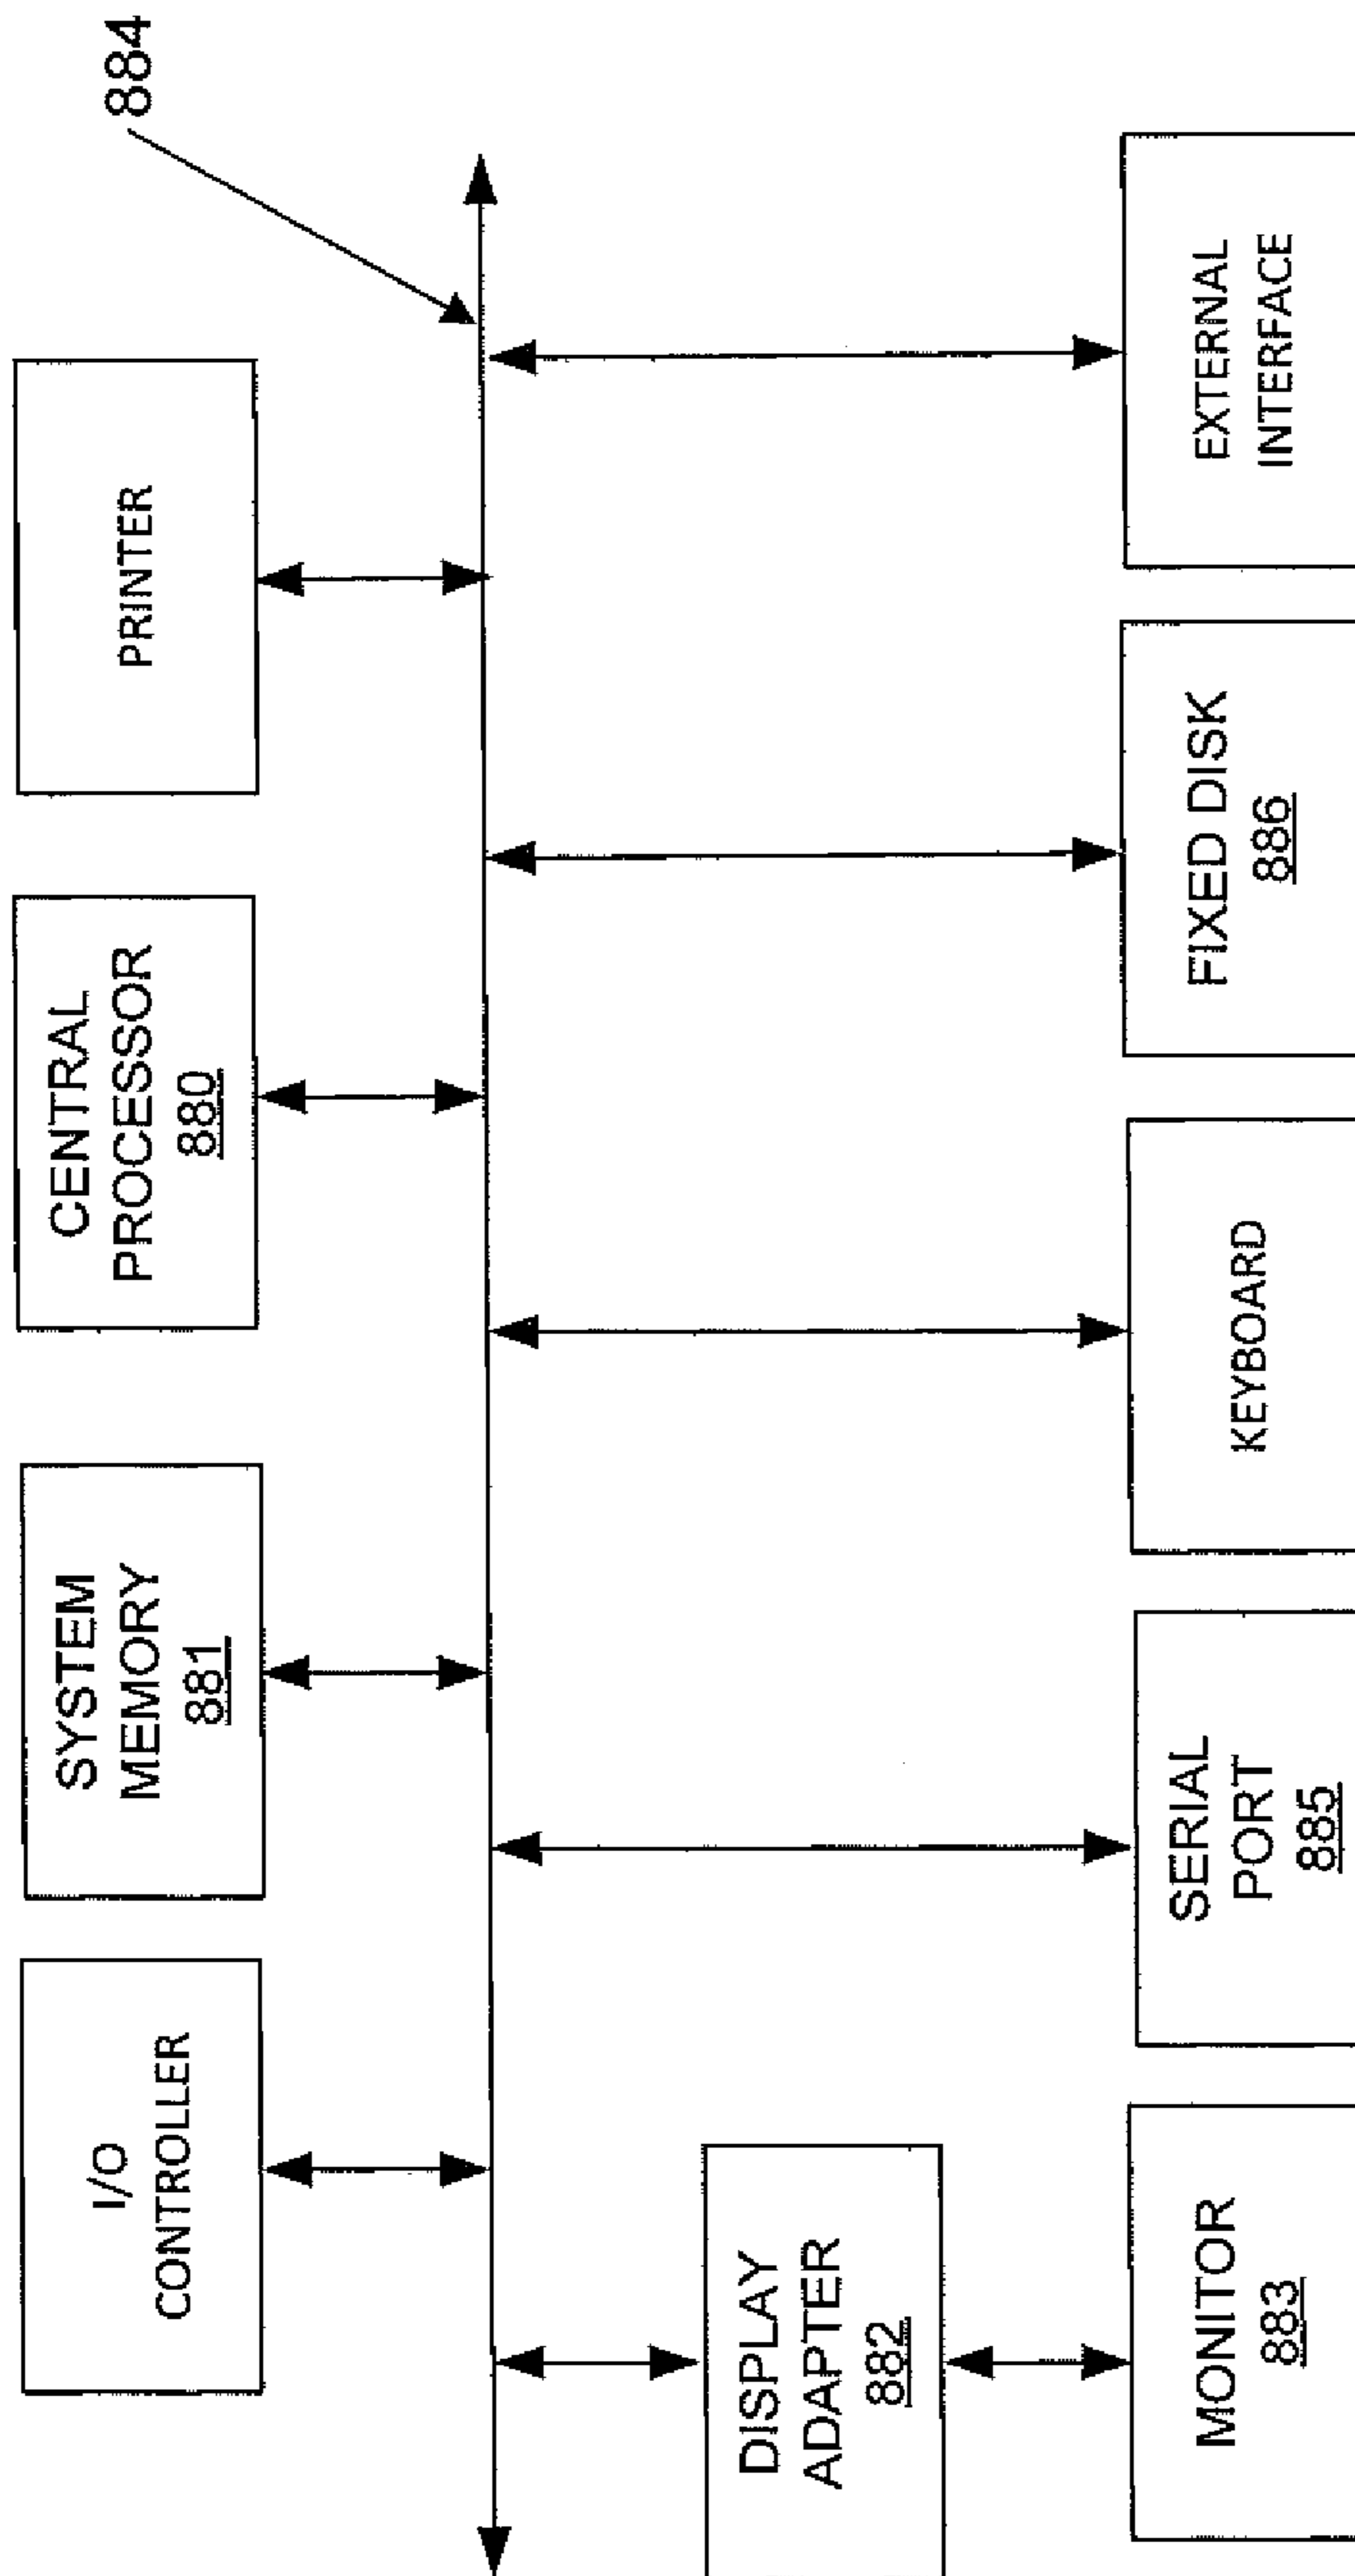 884
I/O
CONTROLLER
SYSTEM
MEMORY
881
CENTRAL
PROCESSOR
880
PRINTER
DISPLAY
ADAPTER
882
MONITOR
883
SERIAL
PORT
885
KEYBOARD
FIXED DISK
886
EXTERNAL
INTERFACE